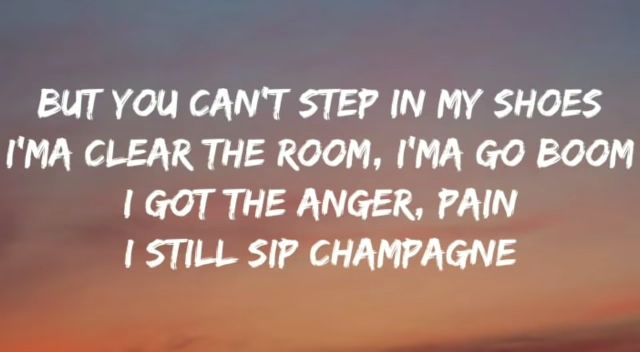 BUT YOU CAN'T STEP IN MY SHOES
I'MA CLEAR THE ROOM, I'MA GO BOOM
I GOT THE ANGER, PAIN
I STILL SIP CHAMPAGNE